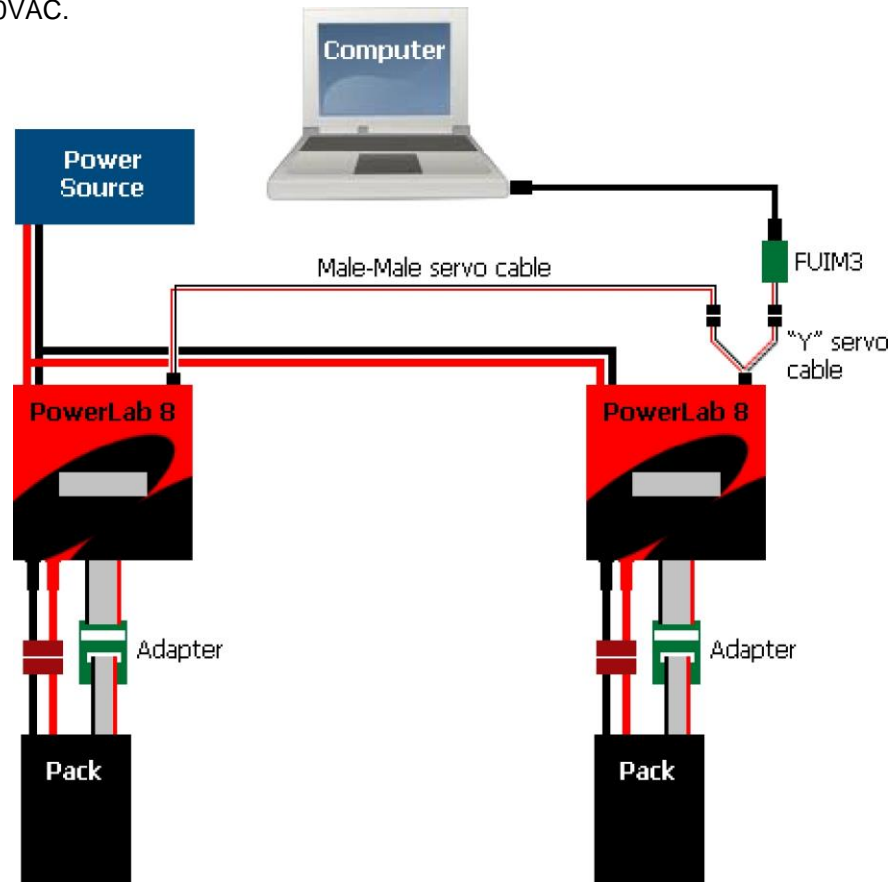 0VAC.
Computer
Power
Source
Male-Male servo cable
FUIM3
"Y" servo
cable
PowerLab 8
PowerLab 8
Adapter
Adapter
Pack
Pack